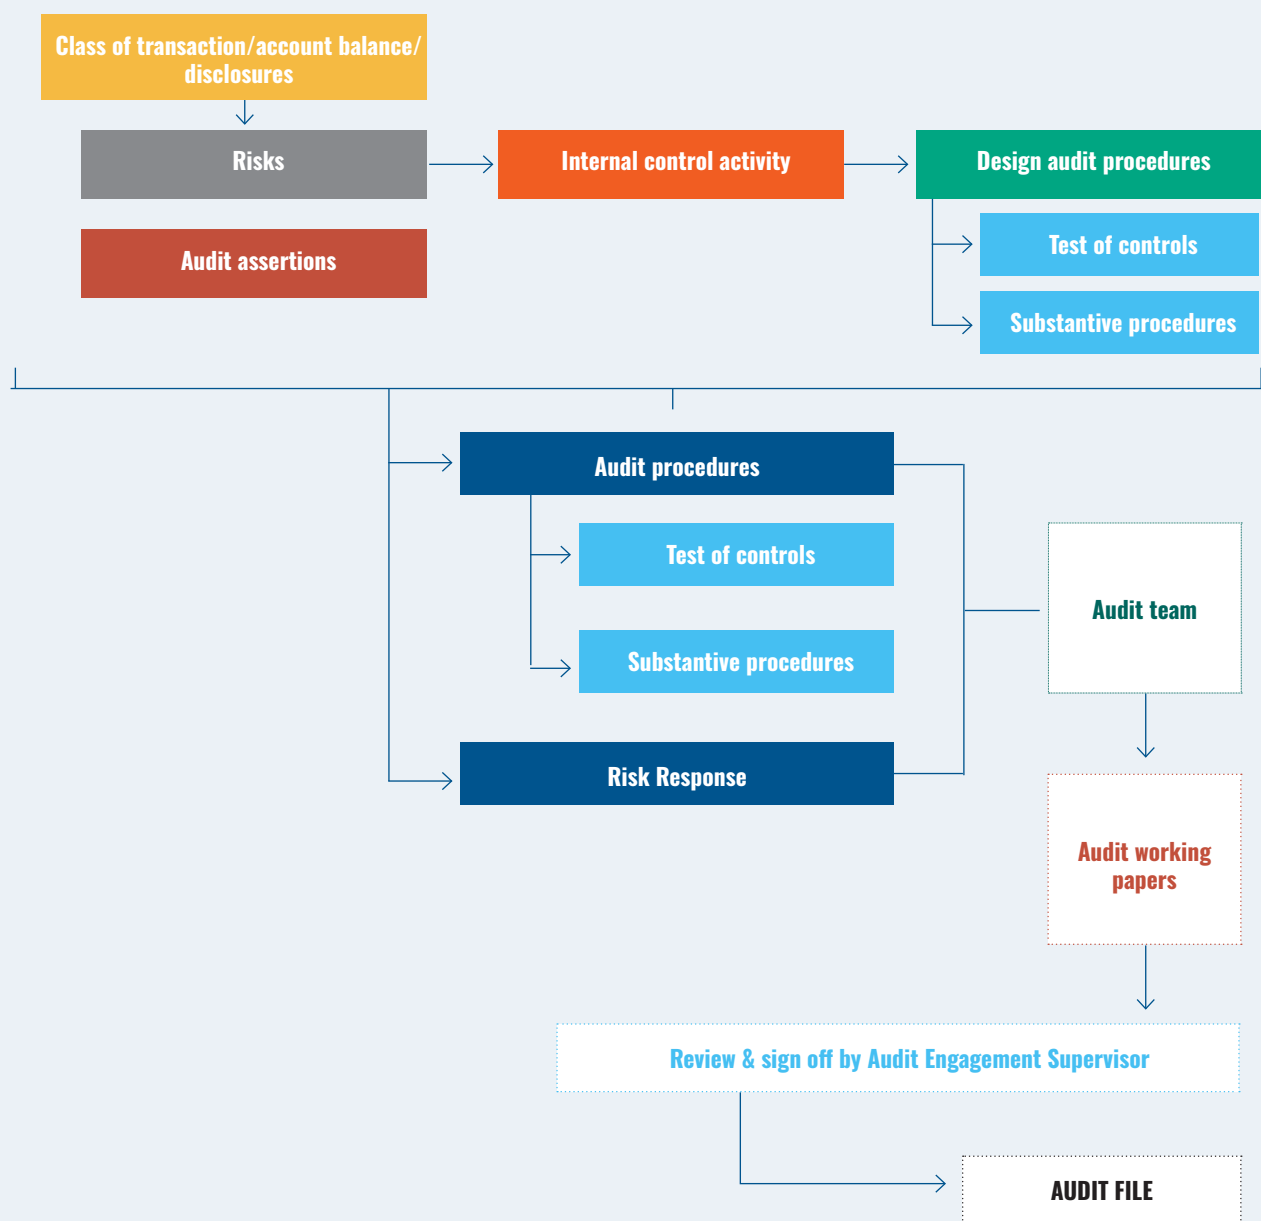 Class of transaction/account balance/
disclosures
Risks
Internal control activity
Design audit procedures
Audit assertions
Test of controls
Substantive procedures
Audit procedures
Test of controls
Substantive procedures
Risk Response
Audit team
Audit working
papers
Review & sign off by Audit Engagement Supervisor
AUDIT FILE